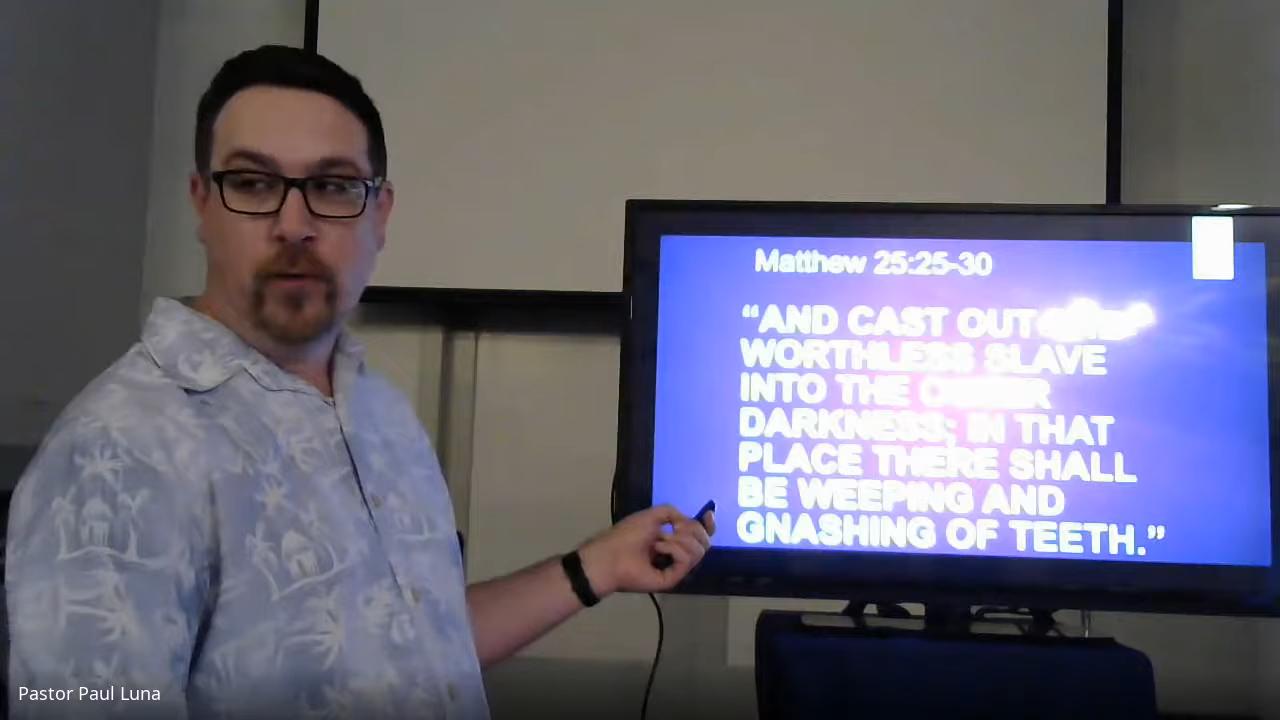 Matthew 25:25-30
“AND CAST OUT
WORTHLESS SLAVE
INTO THE
DARKNESS; IN THAT
PLACE THERE SHALL
BE WEEPING AND
GNASHING OF TEETH.”
Pastor Paul Luna